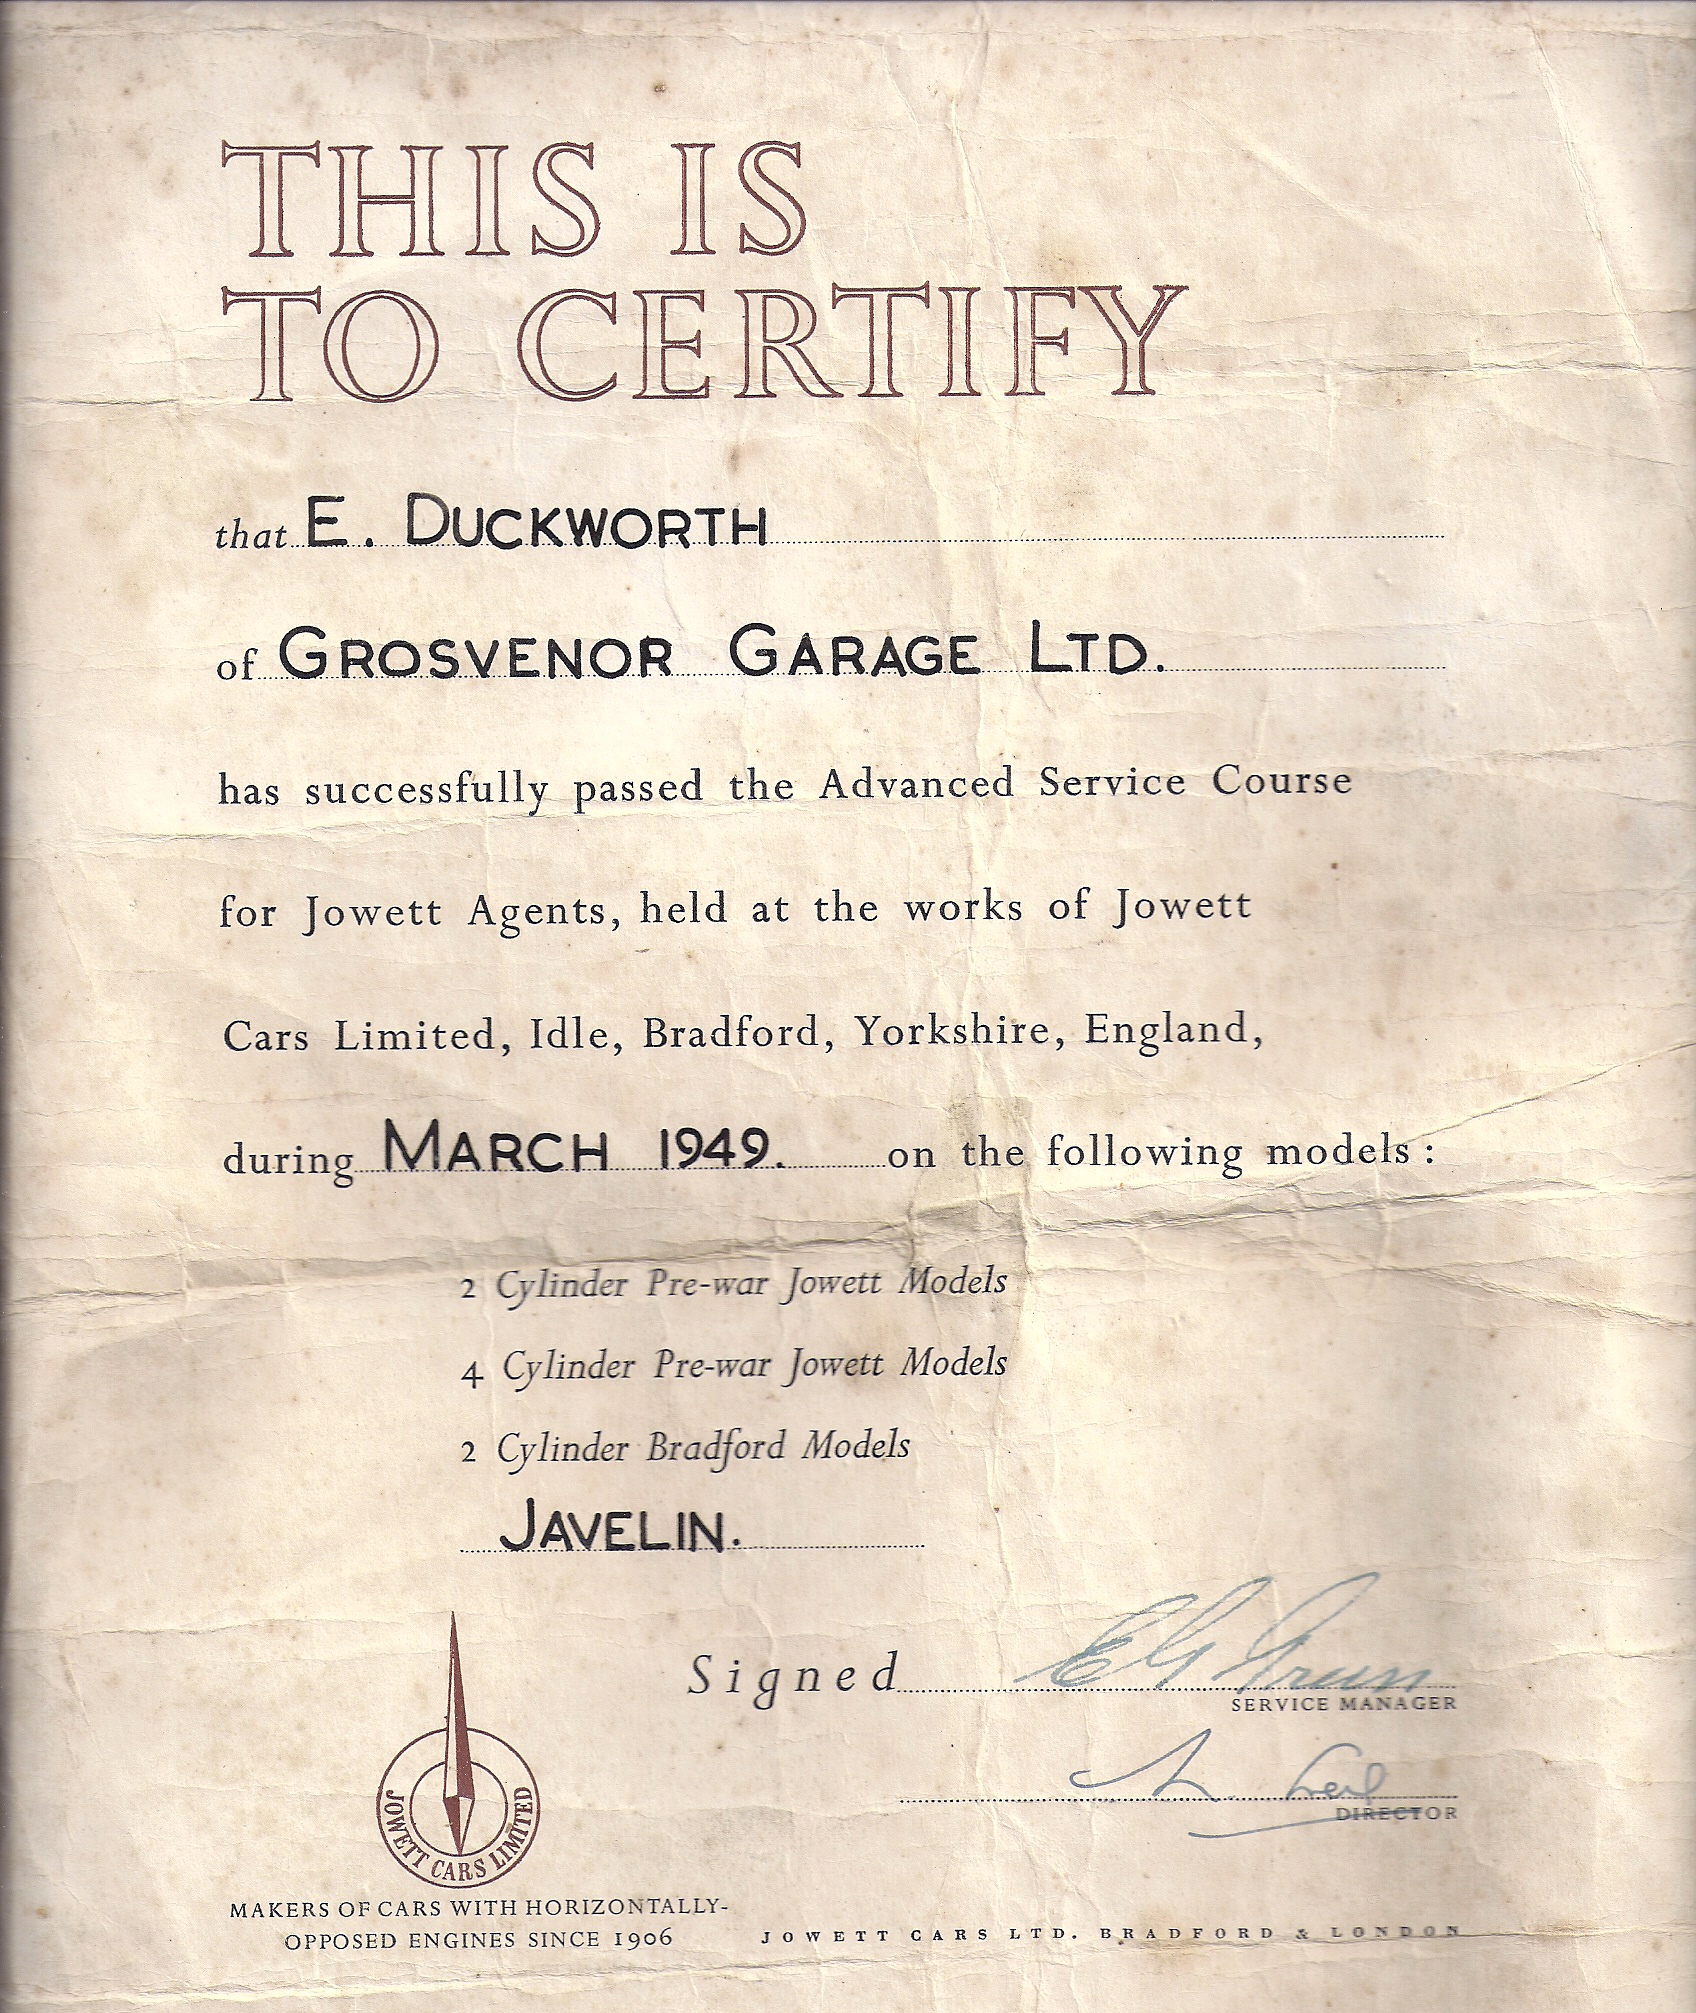 THIS IS
TO CERTIFY
that E. DUCKWORTH
of GROSVENOR GARAGE LTD.
has successfully passed the Advanced Service Course
for Jowett Agents, held at the works of Jowett
Cars Limited, Idle, Bradford, Yorkshire, England,
during MARCH 1949. on the following models :
2 Cylinder Pre-war Jowett Models
4 Cylinder Pre-war Jowett Models
2 Cylinder Bradford Models
JAVELIN.
Signed
SERVICE MANAGER
DIRECTOR
JOWETT CARS LIMITED
MAKERS OF CARS WITH HORIZONTALLY-
OPPOSED ENGINES SINCE 1906
JOWETT CARS LTD. BRADFORD & LONDON